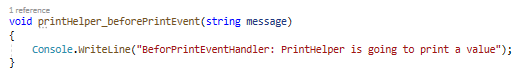 1 reference
void printHelper_beforePrintEvent(string message)
{
Console.WriteLine("BeforPrintEventHandler: PrintHelper is going to print a value");
}